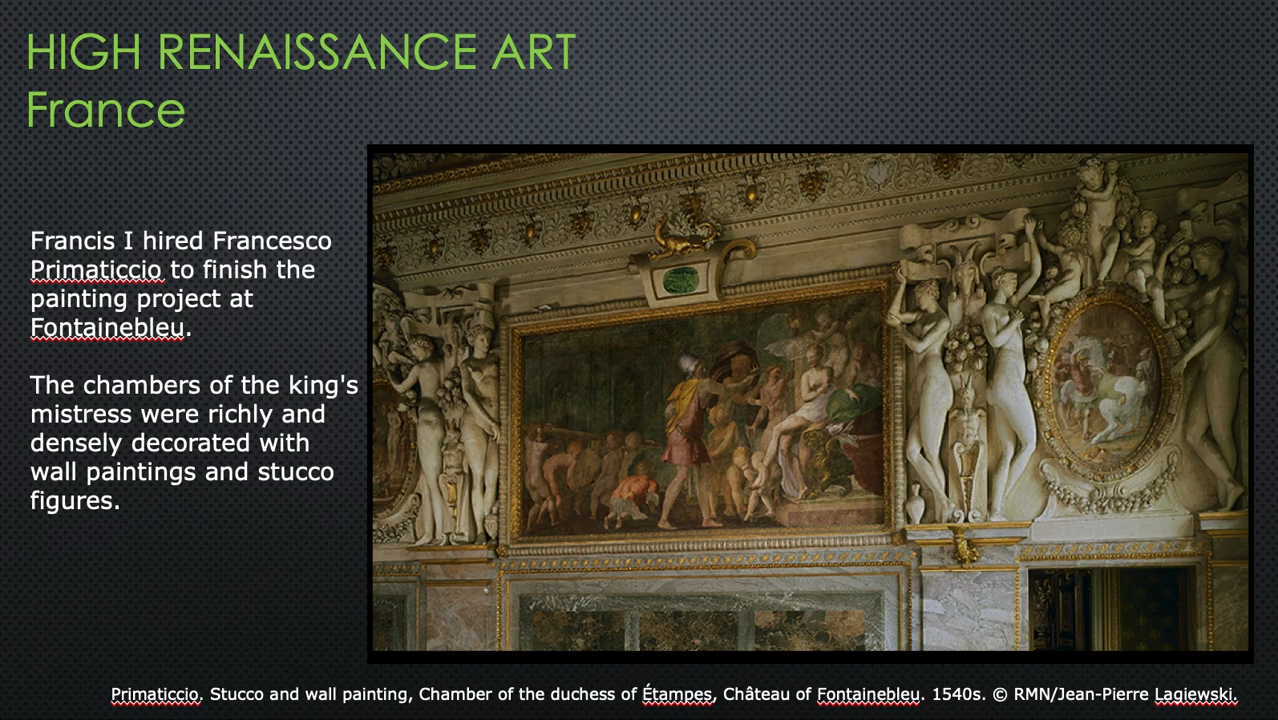 HIGH RENAISSANCE ART
France
Francis I hired Francesco
Primaticcio to finish the
painting project at
Fontainebleu.
The chambers of the king's
mistress were richly and
densely decorated with
wall paintings and stucco
figures.
Primaticcio. Stucco and wall painting, Chamber of the duchess of Étampes, Château of Fontainebleu. 1540s. © RMN/Jean-Pierre Lagiewski.